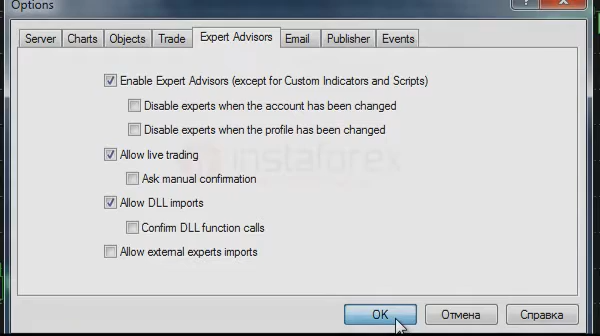 Options
Server Charts Objects Trade Expert Advisors Email Publisher Events
Enable Expert Advisors (except for Custom Indicators and Scripts)
Disable experts when the account has been changed
Disable experts when the profile has been changed
Allow live trading
instaforex
Ask manual confirmation
Allow DLL imports
Confirm DLL function calls
Allow external experts imports
OK Отмена Справка